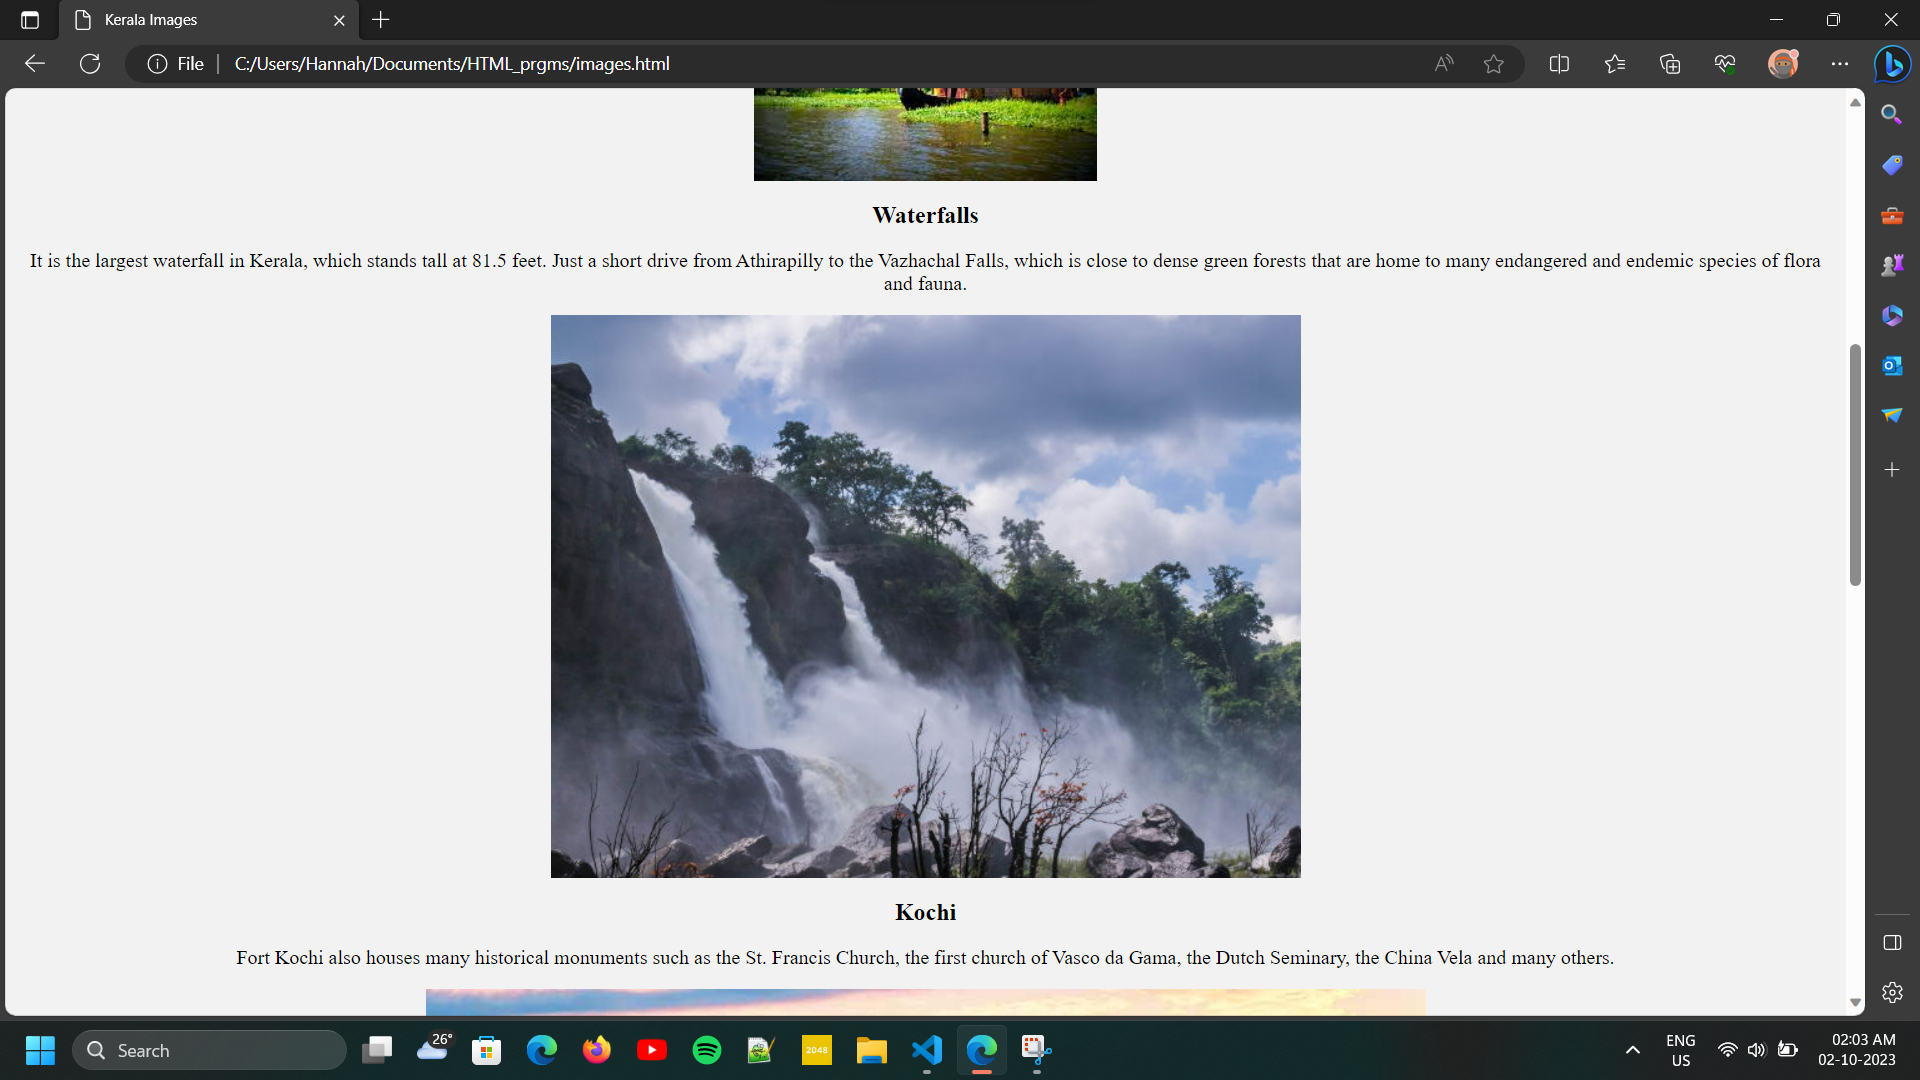 Kerala Images
File
C:/Users/Hannah/Documents/HTML_prgms/images.html
Waterfalls
It is the largest waterfall in Kerala, which stands tall at 81.5 feet. Just a short drive from Athirapilly to the Vazhachal Falls, which is close to dense green forests that are home to many endangered and endemic species of flora
and fauna.
Kochi
Fort Kochi also houses many historical monuments such as the St. Francis Church, the first church of Vasco da Gama, the Dutch Seminary, the China Vela and many others.
Search
26°
2048
ENG
US
02:03 AM
02-10-2023